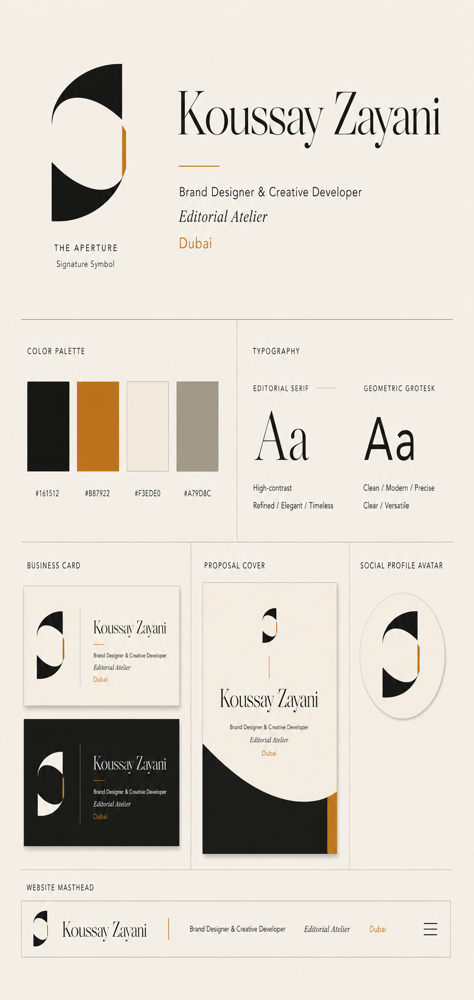 Koussay Zayani
Brand Designer & Creative Developer
Editorial Atelier
Dubai
THE APERTURE
Signature Symbol
COLOR PALETTE
#161512
#B87922
#F3EDE0
#A79D8C
TYPOGRAPHY
EDITORIAL SERIF
Aa
High-contrast
Refined / Elegant / Timeless
GEOMETRIC GROTESK
Aa
Clean / Modern / Precise
Clear / Versatile
BUSINESS CARD
Koussay Zayani
Brand Designer & Creative Developer
Editorial Atelier
Dubai
Koussay Zayani
Brand Designer & Creative Developer
Editorial Atelier
Dubai
PROPOSAL COVER
Koussay Zayani
Brand Designer & Creative Developer
Editorial Atelier
Dubai
SOCIAL PROFILE AVATAR
WEBSITE MASTHEAD
Koussay Zayani
Brand Designer & Creative Developer
Editorial Atelier
Dubai